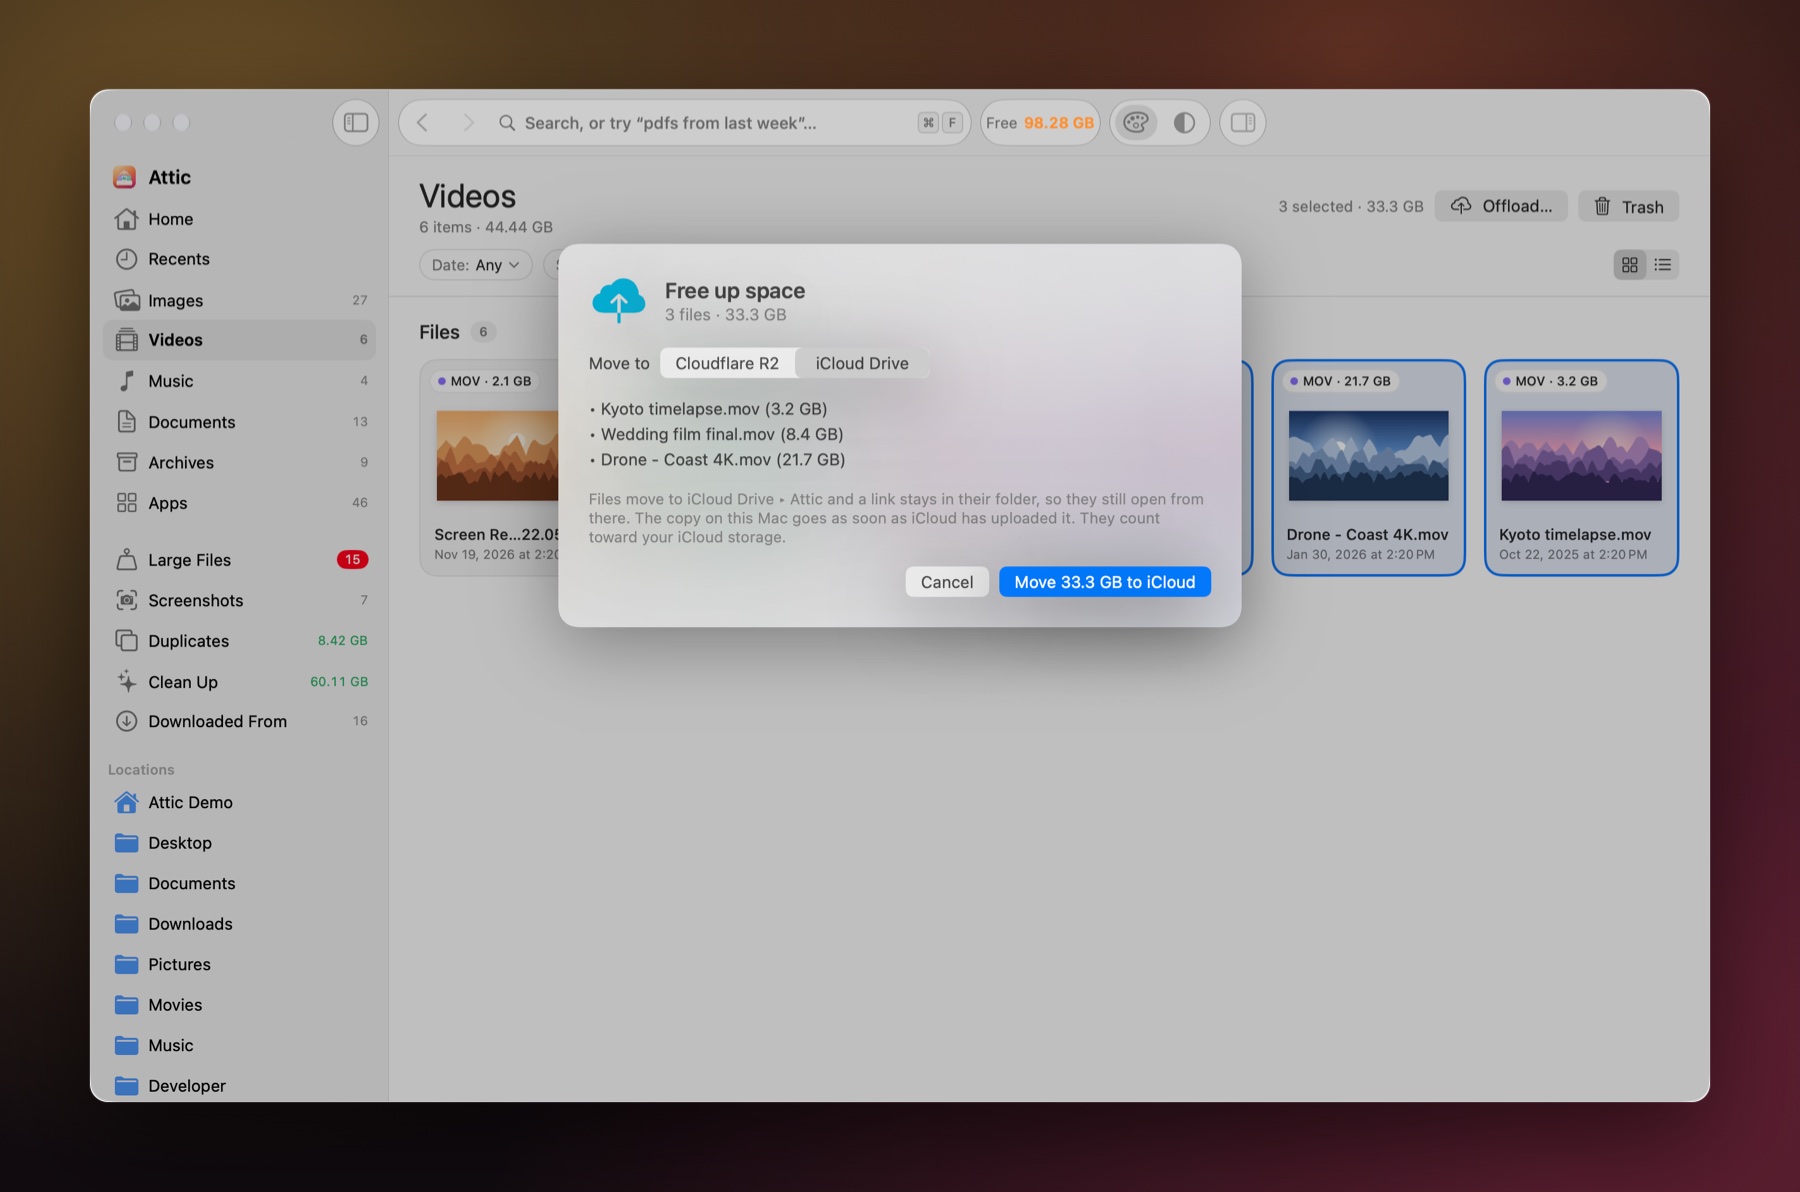 Search, or try “pdfs from last week”...
⌘ F
Free 98.28 GB
Attic
Home
Recents
Images 27
Videos 6
Music 4
Documents 13
Archives 9
Apps 46
Large Files 15
Screenshots 7
Duplicates 8.42 GB
Clean Up 60.11 GB
Downloaded From 16
Locations
Attic Demo
Desktop
Documents
Downloads
Pictures
Movies
Music
Developer
Videos
6 items · 44.44 GB
3 selected · 33.3 GB
Offload...
Trash
Date: Any
Files 6
MOV · 2.1 GB
Screen Re...22.05
Nov 19, 2026 at 2:20
MOV · 21.7 GB
Drone - Coast 4K.mov
Jan 30, 2026 at 2:20 PM
MOV · 3.2 GB
Kyoto timelapse.mov
Oct 22, 2025 at 2:20 PM
Free up space
3 files · 33.3 GB
Move to Cloudflare R2 iCloud Drive
• Kyoto timelapse.mov (3.2 GB)
• Wedding film final.mov (8.4 GB)
• Drone - Coast 4K.mov (21.7 GB)
Files move to iCloud Drive ▸ Attic and a link stays in their folder, so they still open from
there. The copy on this Mac goes as soon as iCloud has uploaded it. They count
toward your iCloud storage.
Cancel
Move 33.3 GB to iCloud